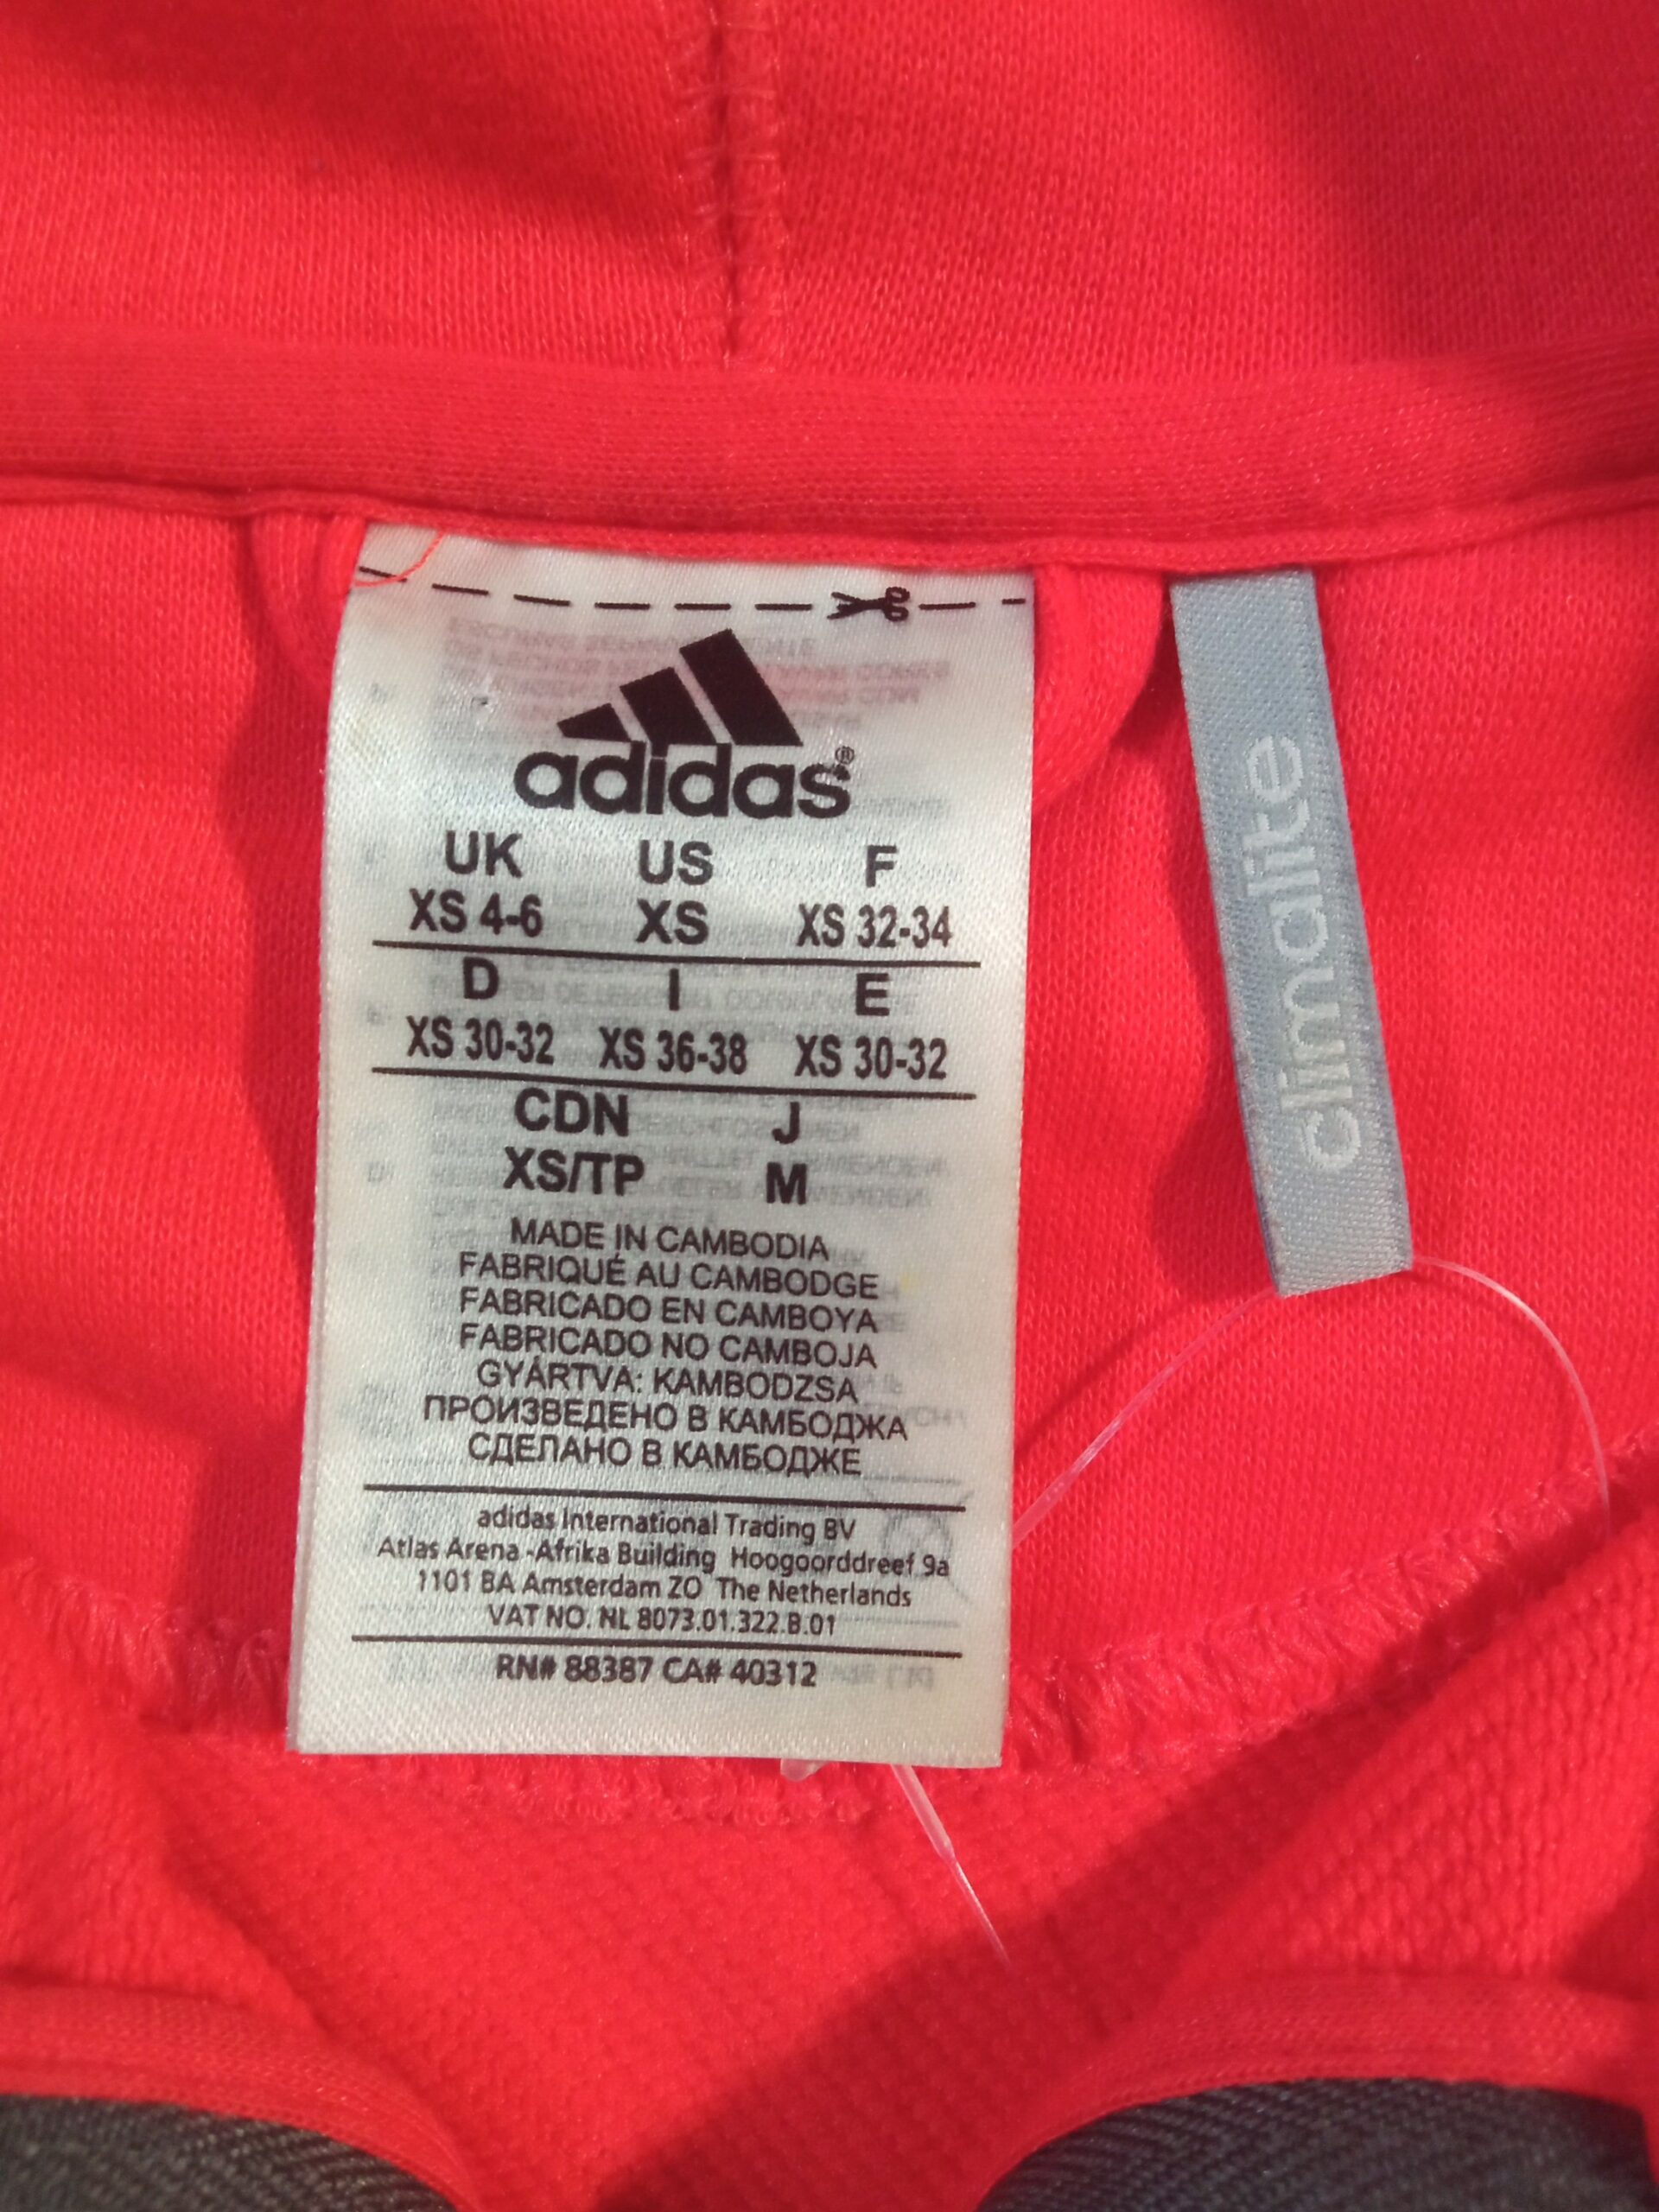 adidas®
UK US F
XS 4-6 XS XS 32-34
D I E
XS 30-32 XS 36-38 XS 30-32
CDN J
XS/TP M
MADE IN CAMBODIA
FABRIQUÉ AU CAMBODGE
FABRICADO EN CAMBOYA
FABRICADO NO CAMBOJA
GYÁRTVA: KAMBODZSA
ПРОИЗВЕДЕНО В КАМБОДЖА
СДЕЛАНО В КАМБОДЖЕ
adidas International Trading BV
Atlas Arena -Afrika Building Hoogoorddreef 9a
1101 BA Amsterdam ZO The Netherlands
VAT NO. NL 8073.01.322.B.01
RN# 88387 CA# 40312
climalite